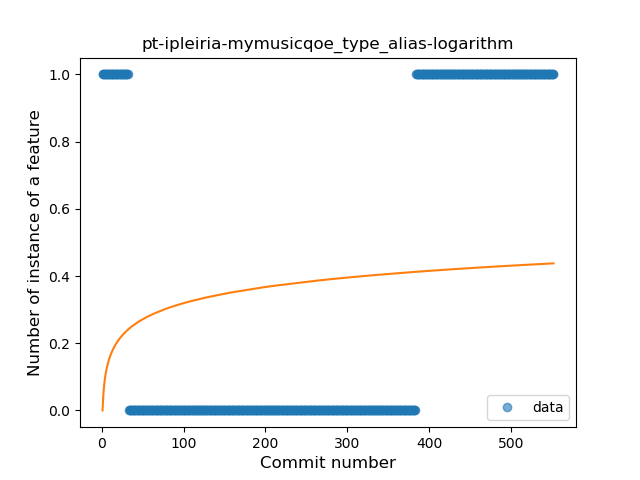 pt-ipleiria-mymusicqoe_type_alias-logarithm
Number of instance of a feature
1.0
0.8
0.6
0.4
0.2
0.0
data
0 100 200 300 400 500
Commit number